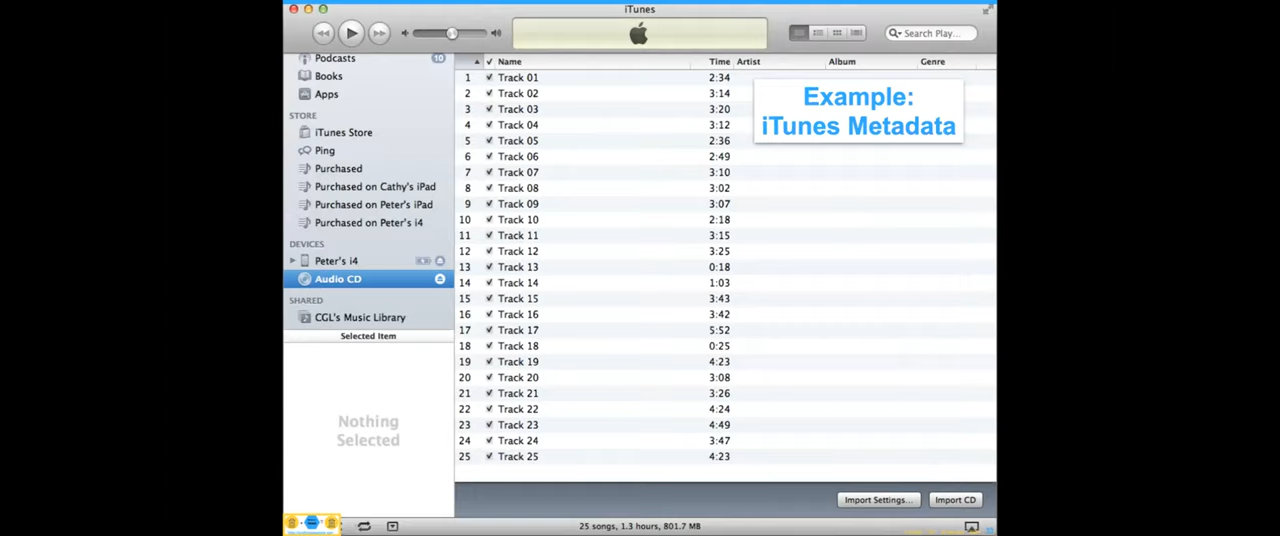 iTunes
Search Play...
Podcasts 10
Books
Apps
STORE
iTunes Store
Ping
Purchased
Purchased on Cathy's iPad
Purchased on Peter's iPad
Purchased on Peter's i4
DEVICES
Peter's i4
Audio CD
SHARED
CGL's Music Library
Selected Item
Nothing
Selected
Name Time Artist Album Genre
1 Track 01 2:34
2 Track 02 3:14
3 Track 03 3:20
4 Track 04 3:12
5 Track 05 2:36
6 Track 06 2:49
7 Track 07 3:10
8 Track 08 3:02
9 Track 09 3:07
10 Track 10 2:18
11 Track 11 3:15
12 Track 12 3:25
13 Track 13 0:18
14 Track 14 1:03
15 Track 15 3:43
16 Track 16 3:42
17 Track 17 5:52
18 Track 18 0:25
19 Track 19 4:23
20 Track 20 3:08
21 Track 21 3:26
22 Track 22 4:24
23 Track 23 4:49
24 Track 24 3:47
25 Track 25 4:23
Example:
iTunes Metadata
Import Settings... Import CD
25 songs, 1.3 hours, 801.7 MB